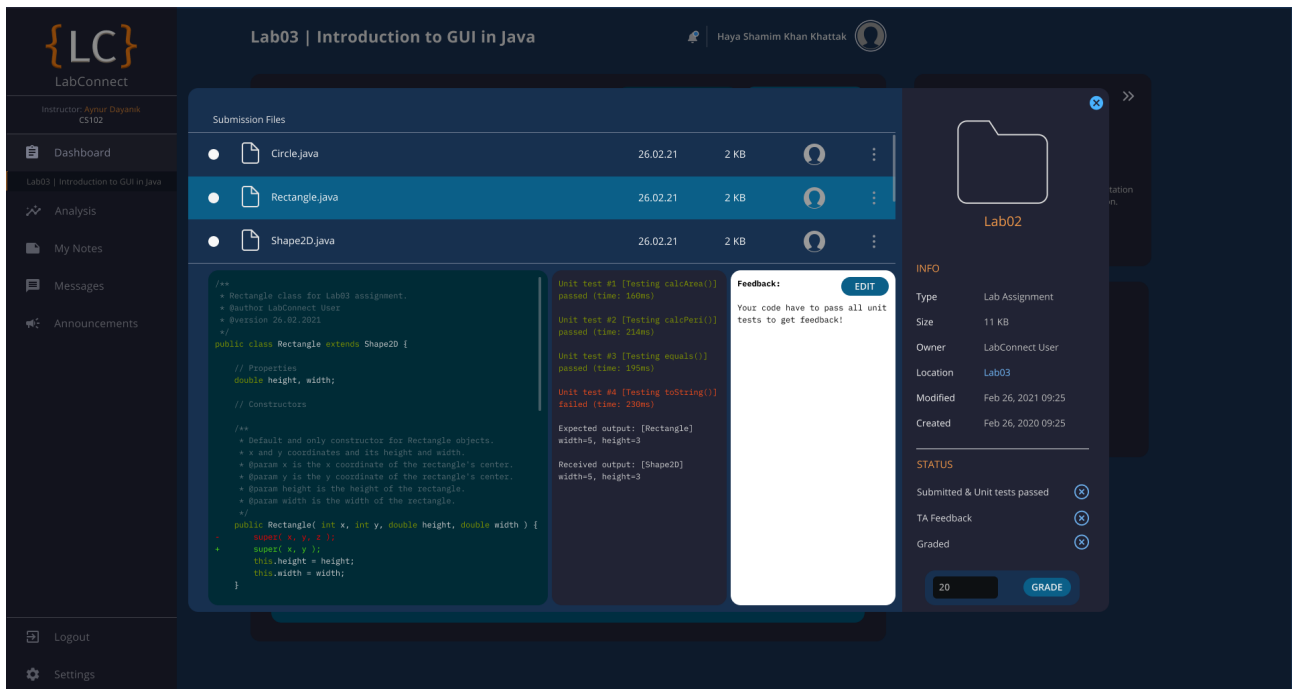 {LC}
LabConnect
Instructor: Aynur Dayanık
CS102
Dashboard
Lab03 | Introduction to GUI in Java
Analysis
My Notes
Messages
Announcements
Logout
Settings
Lab03 | Introduction to GUI in Java
Haya Shamim Khan Khattak
Submission Files
Circle.java 26.02.21 2 KB
Rectangle.java 26.02.21 2 KB
Shape2D.java 26.02.21 2 KB
/**
* Rectangle class for Lab03 assignment.
* @author LabConnect User
* @version 26.02.2021
*/
public class Rectangle extends Shape2D {
// Properties
double height, width;
// Constructors
/**
* Default and only constructor for Rectangle objects.
* x and y coordinates and its height and width.
* @param x is the x coordinate of the rectangle's center.
* @param y is the y coordinate of the rectangle's center.
* @param height is the height of the rectangle.
* @param width is the width of the rectangle.
*/
public Rectangle( int x, int y, double height, double width ) {
- super( x, y, z );
+ super( x, y );
this.height = height;
this.width = width;
}
Unit test #1 [Testing calcArea()]
passed (time: 160ms)
Unit test #2 [Testing calcPeri()]
passed (time: 214ms)
Unit test #3 [Testing equals()]
passed (time: 195ms)
Unit test #4 [Testing toString()]
failed (time: 230ms)
Expected output: [Rectangle]
width=5, height=3
Received output: [Shape2D]
width=5, height=3
Feedback:
EDIT
Your code have to pass all unit
tests to get feedback!
Lab02
INFO
Type Lab Assignment
Size 11 KB
Owner LabConnect User
Location Lab03
Modified Feb 26, 2021 09:25
Created Feb 26, 2020 09:25
STATUS
Submitted & Unit tests passed
TA Feedback
Graded
20 GRADE
tation